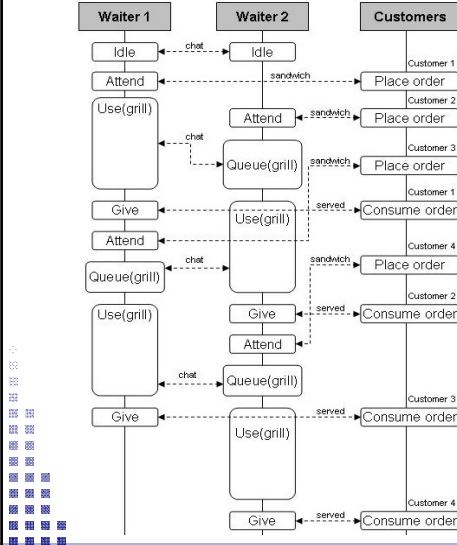 Waiter 1 Waiter 2 Customers
Idle chat Idle
Customer 1
Attend sandwich Place order
Customer 2
Use(grill)
Attend sandwich Place order
chat
Customer 3
Queue(grill) sandwich Place order
Customer 1
Give served Consume order
Use(grill)
Attend
Customer 4
chat sandwich Place order
Queue(grill)
Customer 2
Use(grill) Give served Consume order
Attend
chat Queue(grill)
Customer 3
Give served Consume order
Use(grill)
Customer 4
Give served Consume order